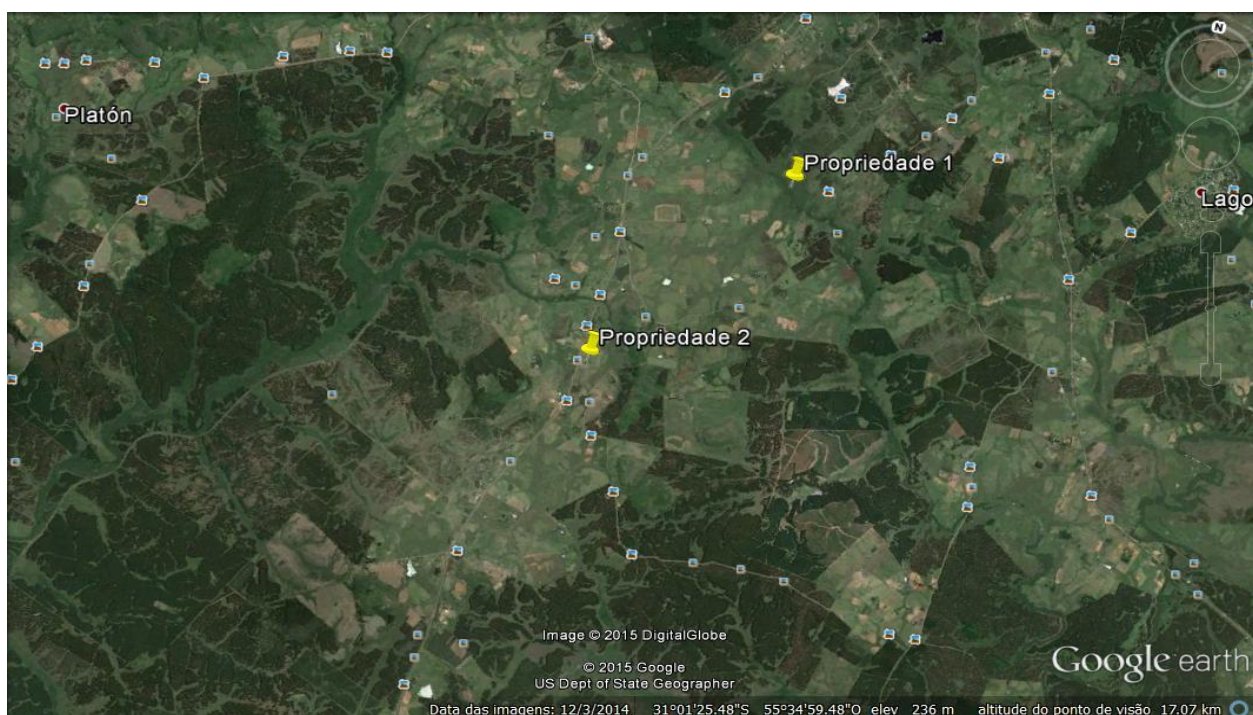 N
Platón
Propriedade 1
Lago
Propriedade 2
Image © 2015 DigitalGlobe
© 2015 Google
US Dept of State Geographer
Google earth
Data das imagens: 12/3/2014 31°01'25.48"S 55°34'59.48"O elev 236 m altitude do ponto de visão 17.07 km